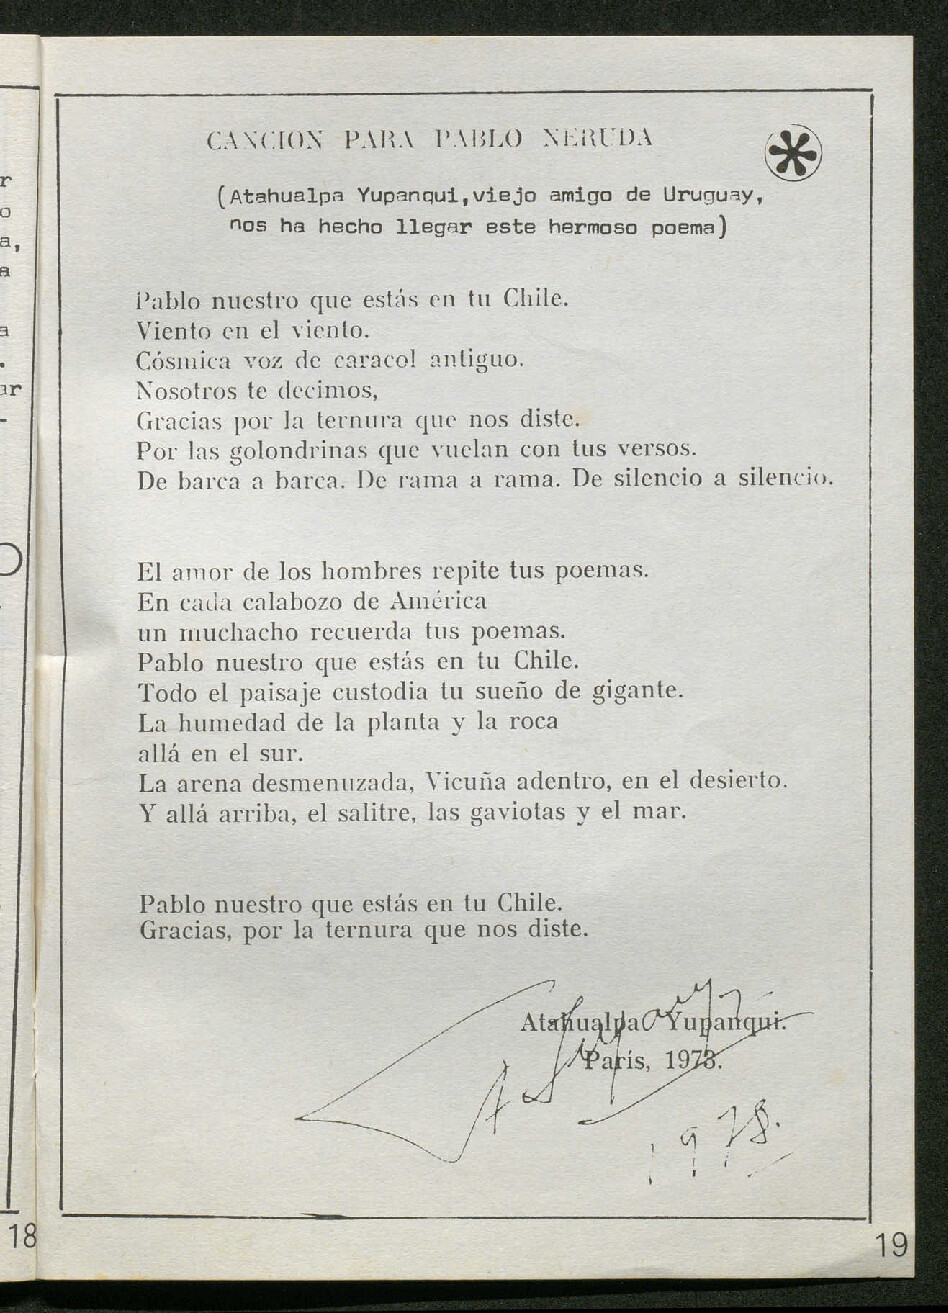 CANCION PARA PABLO NERUDA
(Atahualpa Yupanqui,viejo amigo de Uruguay,
nos ha hecho llegar este hermoso poema)
Pablo nuestro que estás en tu Chile.
Viento en el viento.
Cósmica voz de caracol antiguo.
Nosotros te decimos,
Gracias por la ternura que nos diste.
Por las golondrinas que vuelan con tus versos.
De barca a barca. De rama a rama. De silencio a silencio.
El amor de los hombres repite tus poemas.
En cada calabozo de América
un muchacho recuerda tus poemas.
Pablo nuestro que estás en tu Chile.
Todo el paisaje custodia tu sueño de gigante.
La humedad de la planta y la roca
allá en el sur.
La arena desmenuzada, Vicuña adentro, en el desierto.
Y allá arriba, el salitre, las gaviotas y el mar.
Pablo nuestro que estás en tu Chile.
Gracias, por la ternura que nos diste.
Atahualpa Yupanqui.
París, 1973.
1978.
18
19